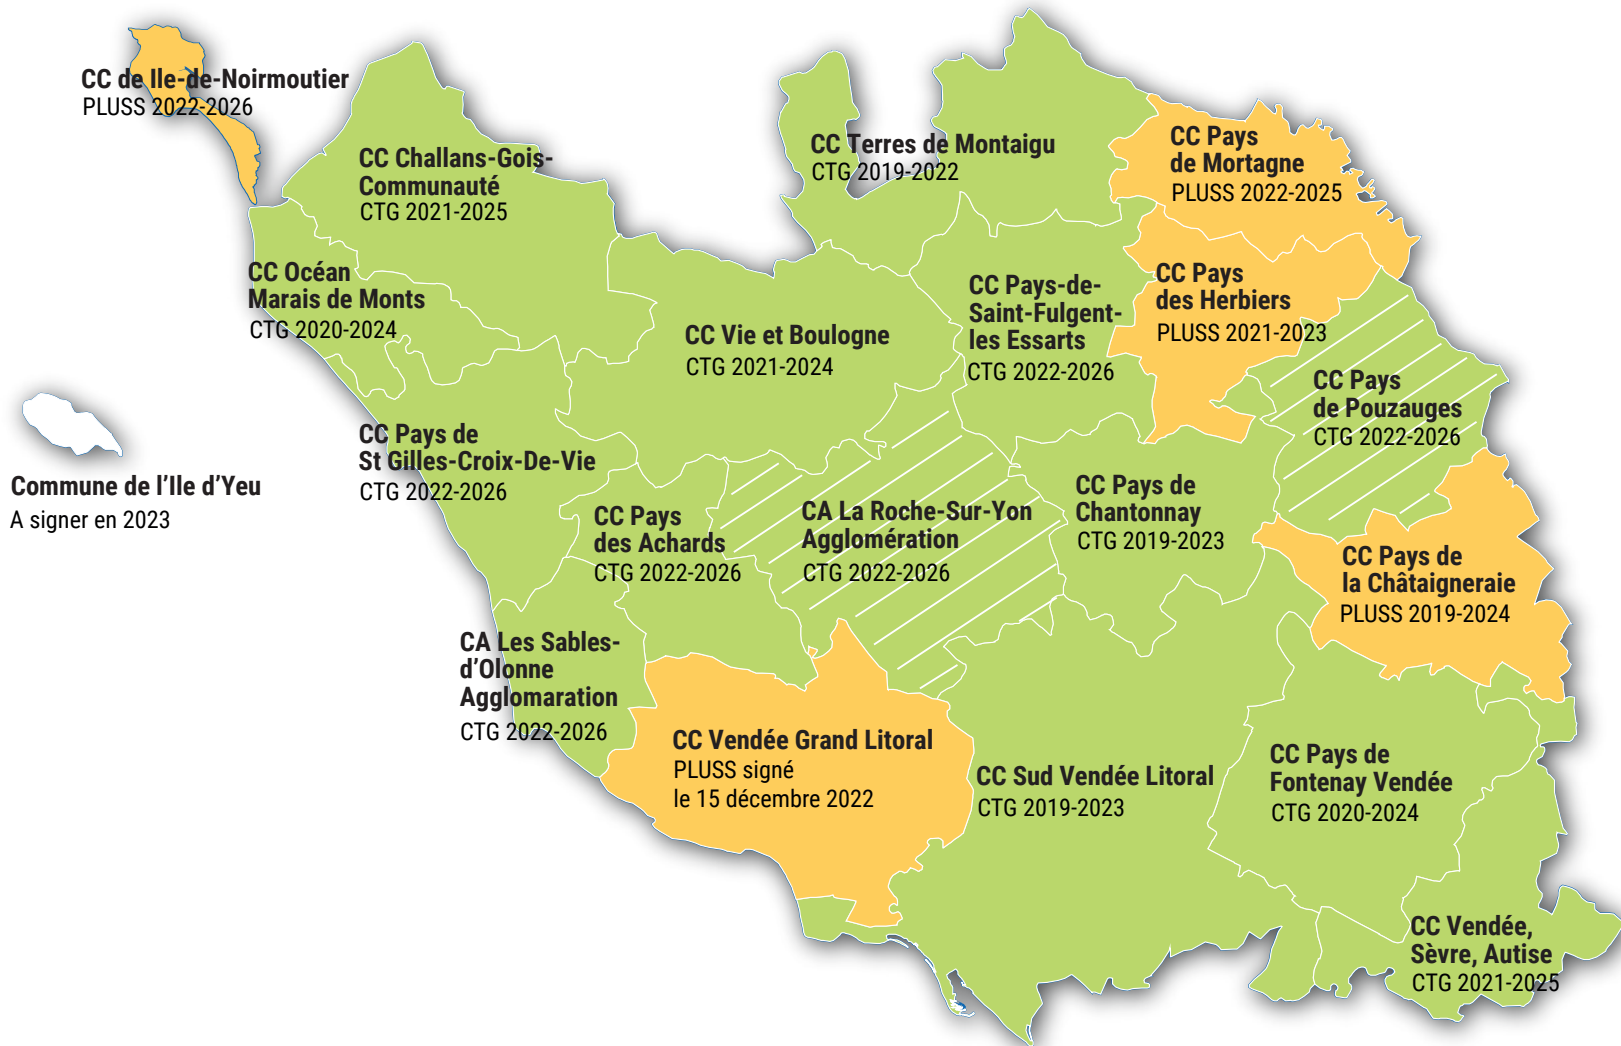 CC de Ile-de-Noirmoutier
PLUSS 2022-2026
CC Challans-Gois-
Communauté
CTG 2021-2025
CC Terres de Montaigu
CTG 2019-2022
CC Pays
de Mortagne
PLUSS 2022-2025
CC Océan
Marais de Monts
CTG 2020-2024
CC Vie et Boulogne
CTG 2021-2024
CC Pays-de-
Saint-Fulgent-
les Essarts
CTG 2022-2026
CC Pays
des Herbiers
PLUSS 2021-2023
CC Pays
de Pouzauges
CTG 2022-2026
Commune de l'Ile d'Yeu
A signer en 2023
CC Pays de
St Gilles-Croix-De-Vie
CTG 2022-2026
CC Pays
des Achards
CTG 2022-2026
CA La Roche-Sur-Yon
Agglomération
CTG 2022-2026
CC Pays de
Chantonnay
CTG 2019-2023
CC Pays de
la Châtaigneraie
PLUSS 2019-2024
CA Les Sables-
d'Olonne
Agglomaration
CTG 2022-2026
CC Vendée Grand Litoral
PLUSS signé
le 15 décembre 2022
CC Sud Vendée Litoral
CTG 2019-2023
CC Pays de
Fontenay Vendée
CTG 2020-2024
CC Vendée,
Sèvre, Autise
CTG 2021-2025